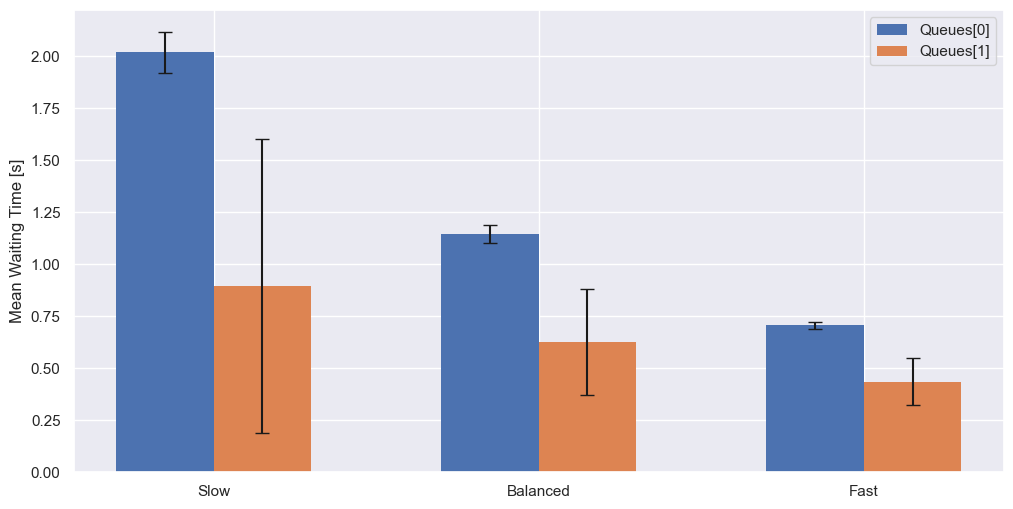 Queues[0]
Queues[1]
Mean Waiting Time [s]
2.00
1.75
1.50
1.25
1.00
0.75
0.50
0.25
0.00
Slow
Balanced
Fast